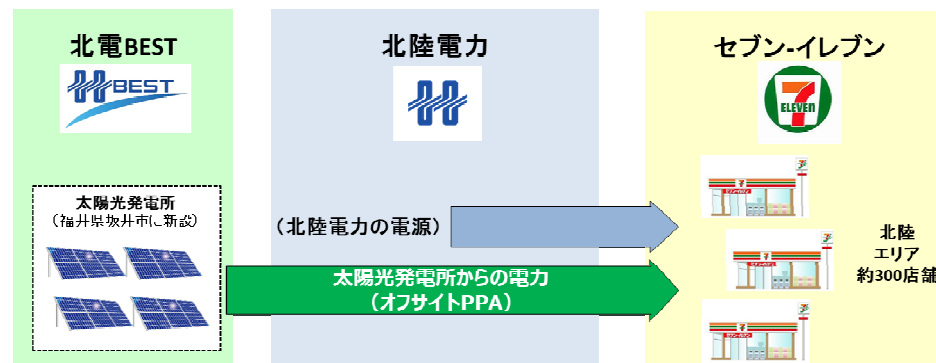 北電BEST
BEST
太陽光発電所
（福井県坂井市に新設）
北陸電力
（北陸電力の電源）
太陽光発電所からの電力
（オフサイトPPA）
セブン-イレブン
7
ELEVEN
北陸
エリア
約300店舗